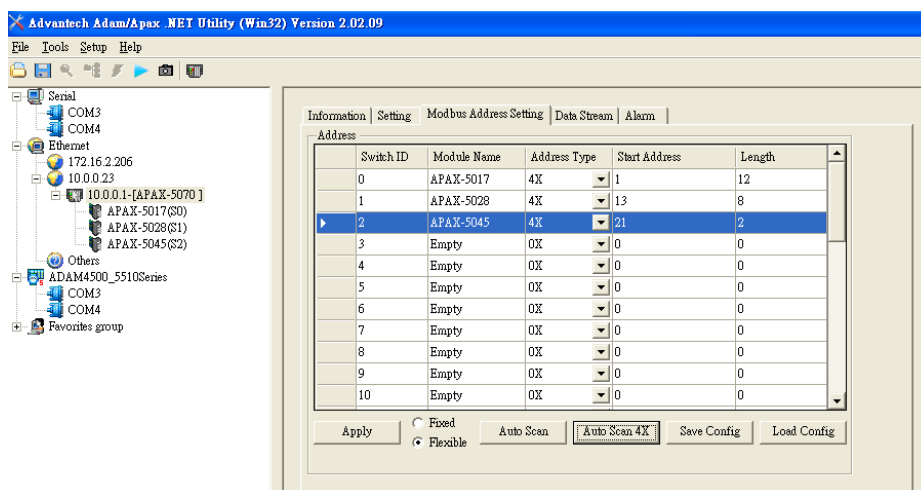 Advantech Adam/Apax .NET Utility (Win32) Version 2.02.09
File Tools Setup Help
Serial
COM3
COM4
Ethernet
172.16.2.206
10.0.0.23
10.0.0.1-[APAX-5070 ]
APAX-5017(S0)
APAX-5028(S1)
APAX-5045(S2)
Others
ADAM4500_5510Series
COM3
COM4
Favorites group
Information Setting Modbus Address Setting Data Stream Alarm
Address
Switch ID Module Name Address Type Start Address Length
0 APAX-5017 4X 1 12
1 APAX-5028 4X 13 8
2 APAX-5045 4X 21 2
3 Empty 0X 0 0
4 Empty 0X 0 0
5 Empty 0X 0 0
6 Empty 0X 0 0
7 Empty 0X 0 0
8 Empty 0X 0 0
9 Empty 0X 0 0
10 Empty 0X 0 0
Apply Fixed Flexible Auto Scan Auto Scan 4X Save Config Load Config